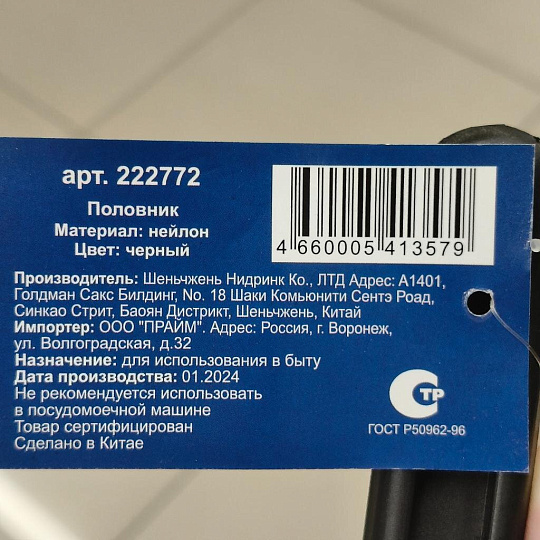 арт. 222772
Половник
Материал: нейлон
Цвет: черный
4 660005 413579
Производитель: Шеньчжень Нидринк Ко., ЛТД Адрес: А1401,
Голдман Сакс Билдинг, No. 18 Шаки Комьюнити Сентэ Роад,
Синкао Стрит, Баоян Дистрикт, Шеньчжень, Китай
Импортер: ООО "ПРАЙМ". Адрес: Россия, г. Воронеж,
ул. Волгоградская, д.32
Назначение: для использования в быту
Дата производства: 01.2024
Не рекомендуется использовать
в посудомоечной машине
Товар сертифицирован
Сделано в Китае
СТР
ГОСТ Р50962-96